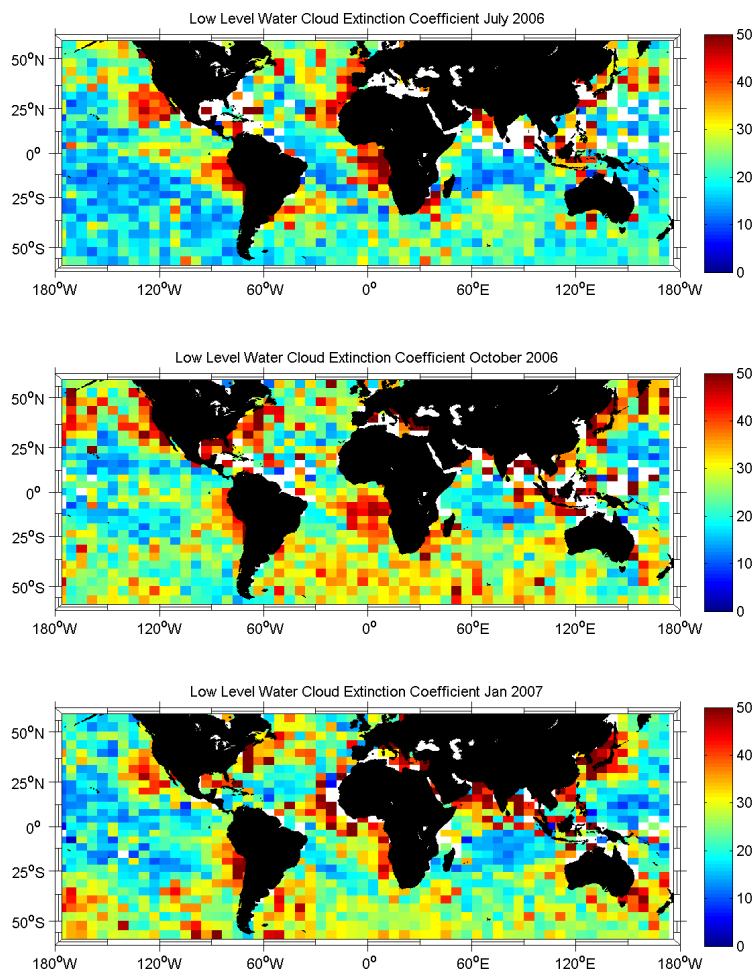 Low Level Water Cloud Extinction Coefficient July 2006
50°N
25°N
0°
25°S
50°S
180°W 120°W 60°W 0° 60°E 120°E 180°W
50
40
30
20
10
0
Low Level Water Cloud Extinction Coefficient October 2006
50°N
25°N
0°
25°S
50°S
180°W 120°W 60°W 0° 60°E 120°E 180°W
50
40
30
20
10
0
Low Level Water Cloud Extinction Coefficient Jan 2007
50°N
25°N
0°
25°S
50°S
180°W 120°W 60°W 0° 60°E 120°E 180°W
50
40
30
20
10
0